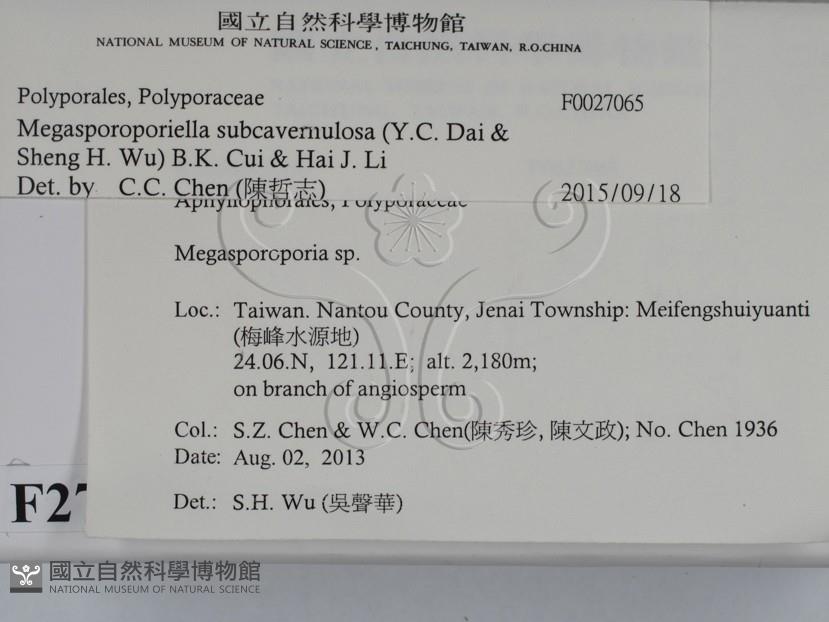 國立自然科學博物館
NATIONAL MUSEUM OF NATURAL SCIENCE, TAICHUNG, TAIWAN, R.O.CHINA
Polyporales, Polyporaceae F0027065
Megasporoporiella subcavernulosa (Y.C. Dai &
Sheng H. Wu) B.K. Cui & Hai J. Li
Det. by C.C. Chen (陳哲志) 2015/09/18
Aphyllophorales, Polyporaceae
Megasporoporia sp.
Loc.: Taiwan. Nantou County, Jenai Township: Meifengshuiyuanti
(梅峰水源地)
24.06.N, 121.11.E; alt. 2,180m;
on branch of angiosperm
Col.: S.Z. Chen & W.C. Chen(陳秀珍, 陳文政); No. Chen 1936
Date: Aug. 02, 2013
F27
Det.: S.H. Wu (吳聲華)
國立自然科學博物館
NATIONAL MUSEUM OF NATURAL SCIENCE